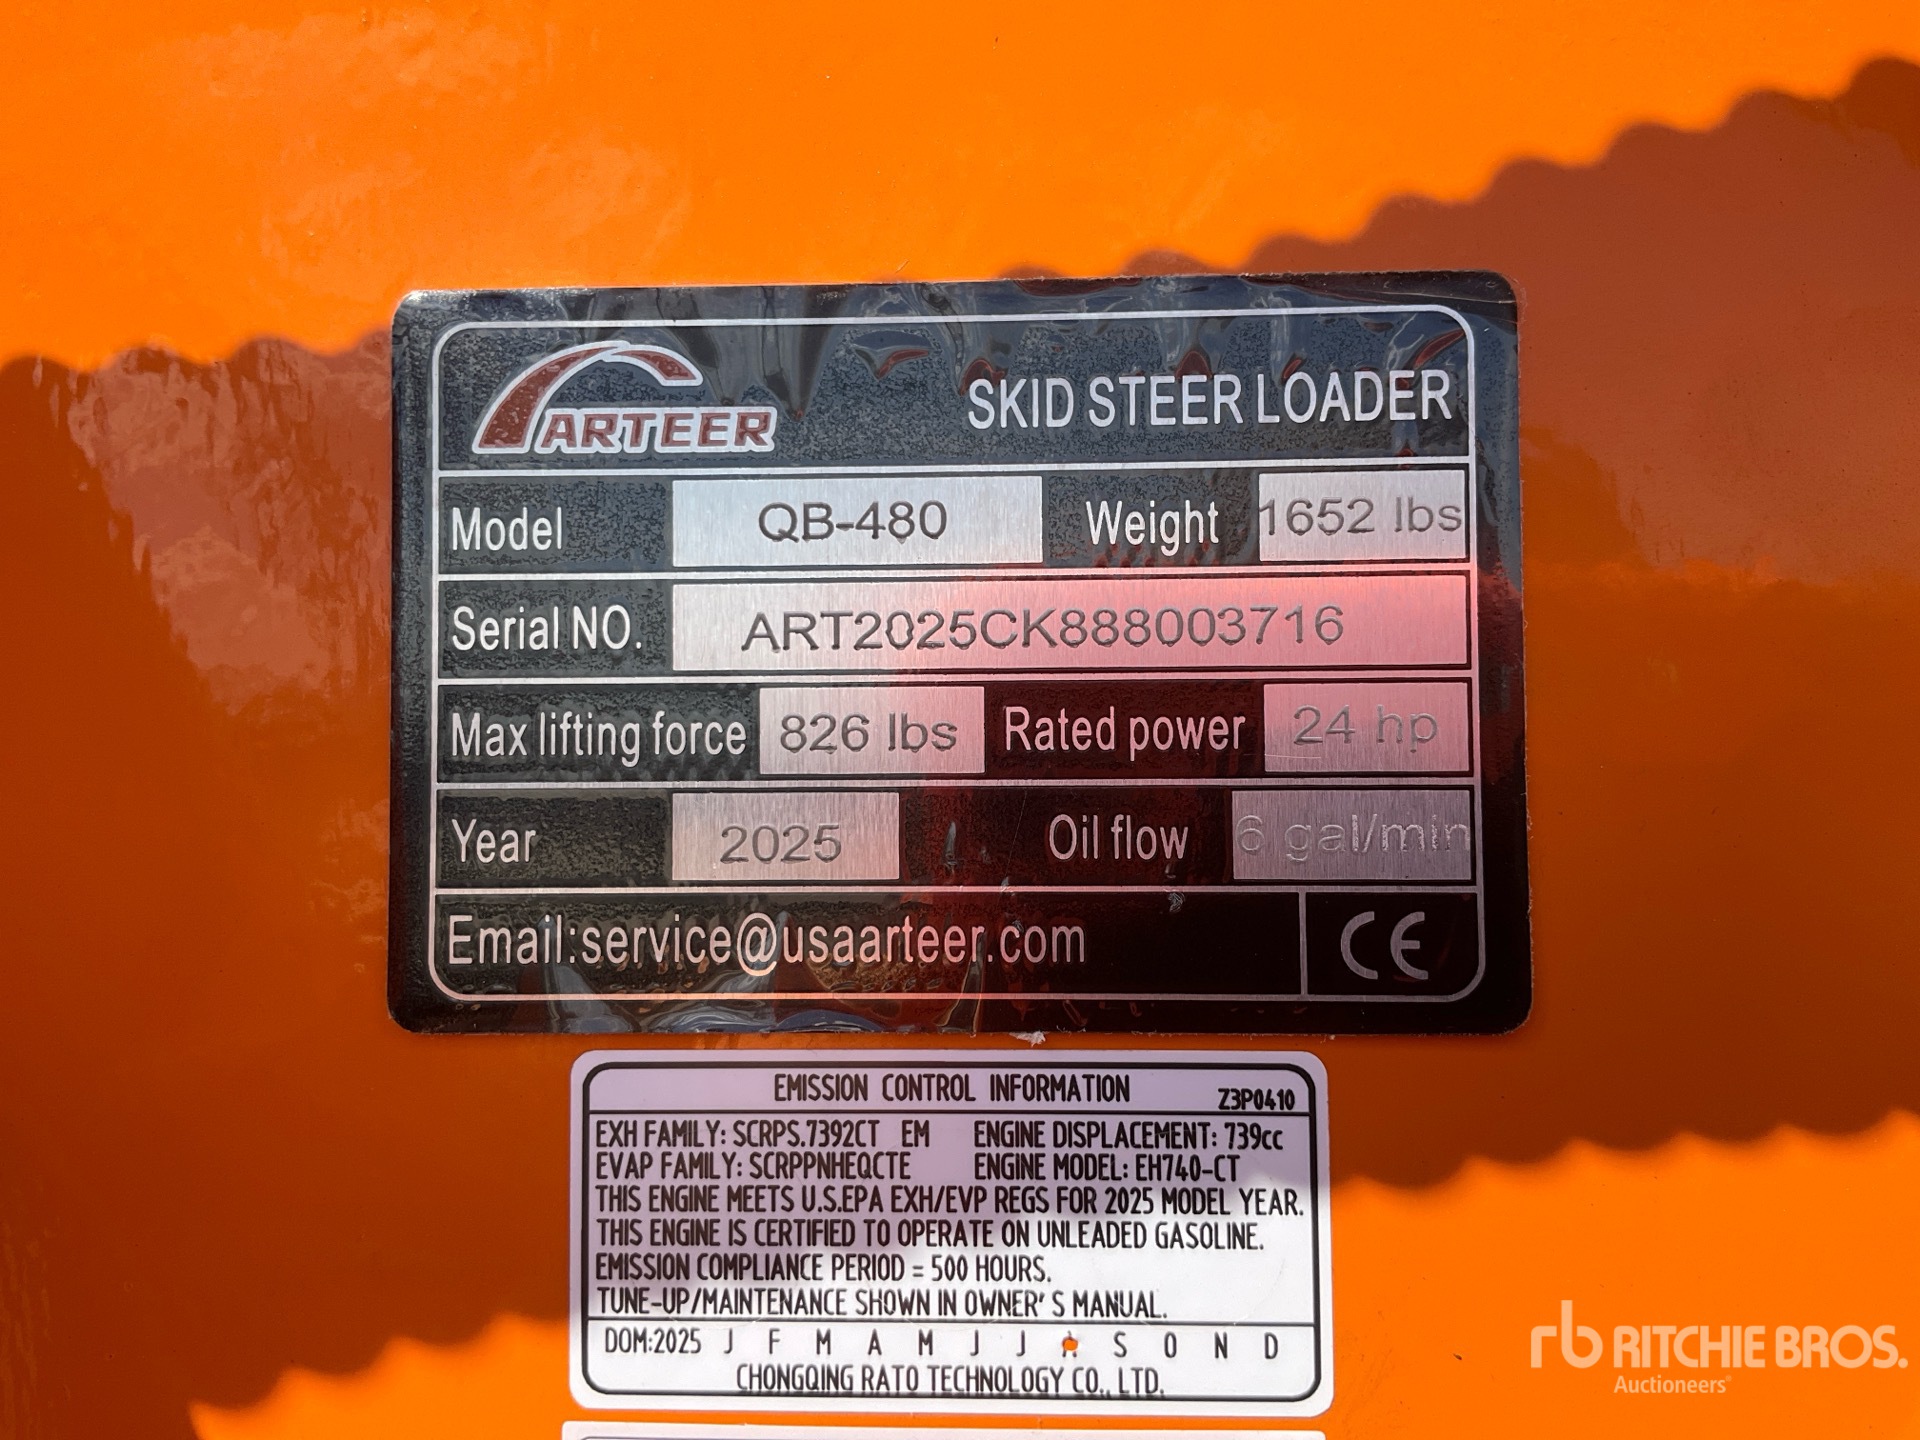 ARTEER SKID STEER LOADER
Model QB-480 Weight 1652 lbs
Serial NO. ART2025CK888003716
Max lifting force 826 lbs Rated power 24 hp
Year 2025 Oil flow 6 gal/min
Email:service@usaarteer.com CE
EMISSION CONTROL INFORMATION Z3P0410
EXH FAMILY: SCRPS.7392CT EM ENGINE DISPLACEMENT: 739cc
EVAP FAMILY: SCRPPNHEQCTE ENGINE MODEL: EH740-CT
THIS ENGINE MEETS U.S.EPA EXH/EVP REGS FOR 2025 MODEL YEAR.
THIS ENGINE IS CERTIFIED TO OPERATE ON UNLEADED GASOLINE.
EMISSION COMPLIANCE PERIOD = 500 HOURS.
TUNE-UP/MAINTENANCE SHOWN IN OWNER'S MANUAL.
DOM:2025 J F M A M J J A S O N D
CHONGQING RATO TECHNOLOGY CO., LTD.
rb RITCHIE BROS.
Auctioneers